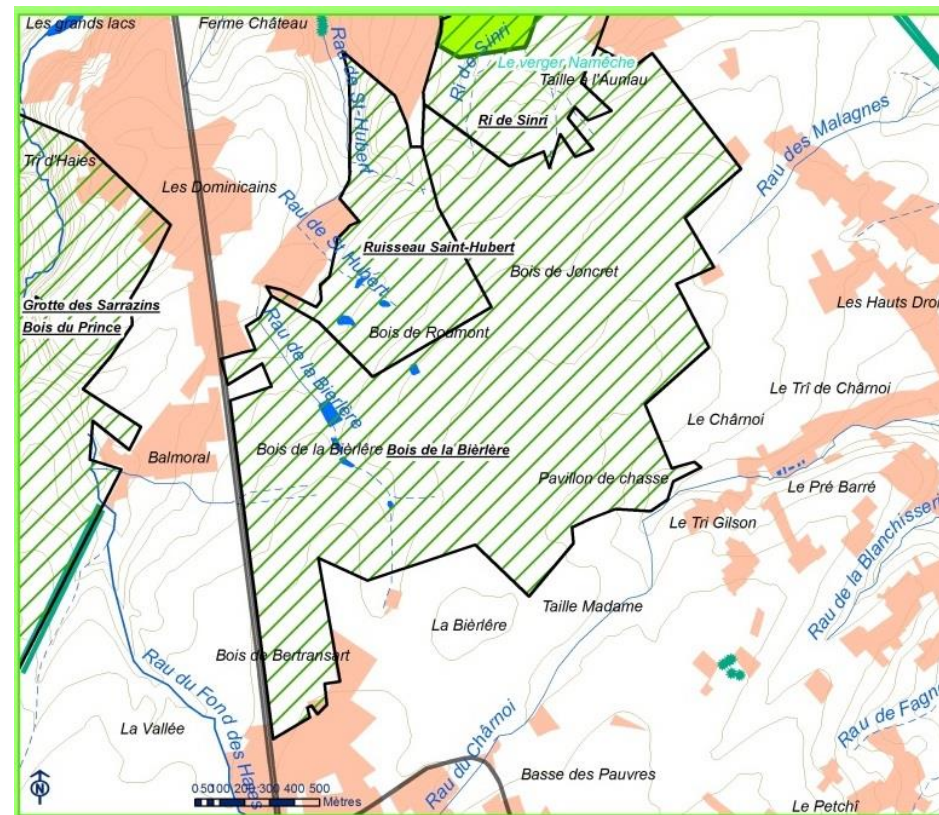 Les grands lacs
Ferme Château
Rau de St-Hubert
Ri de Sinri
Le verger Namêche
Taille à l'Auniau
Ri de Sinri
Rau des Malagnes
Tri d'Haies
Les Dominicains
Rau de St Hubert
Ruisseau Saint-Hubert
Bois de Joncret
Grotte des Sarrazins
Bois du Prince
Les Hauts
Bois de Roumont
Rau de la Bièrlère
Le Trî de Chârnoi
Le Chârnoi
Balmoral
Bois de la Bièrlêre
Bois de la Bièrlère
Pavillon de chasse
Le Pré Barré
Le Tri Gilson
Rau de la Blanchisseri
Taille Madame
La Bièrlêre
Bois de Bertransart
Rau du Fond des Haies
La Vallée
Rau de Fagn
Rau du Chârnoi
Basse des Pauvres
Le Petchî
N
0 50 100 200 300 400 500
Mètres